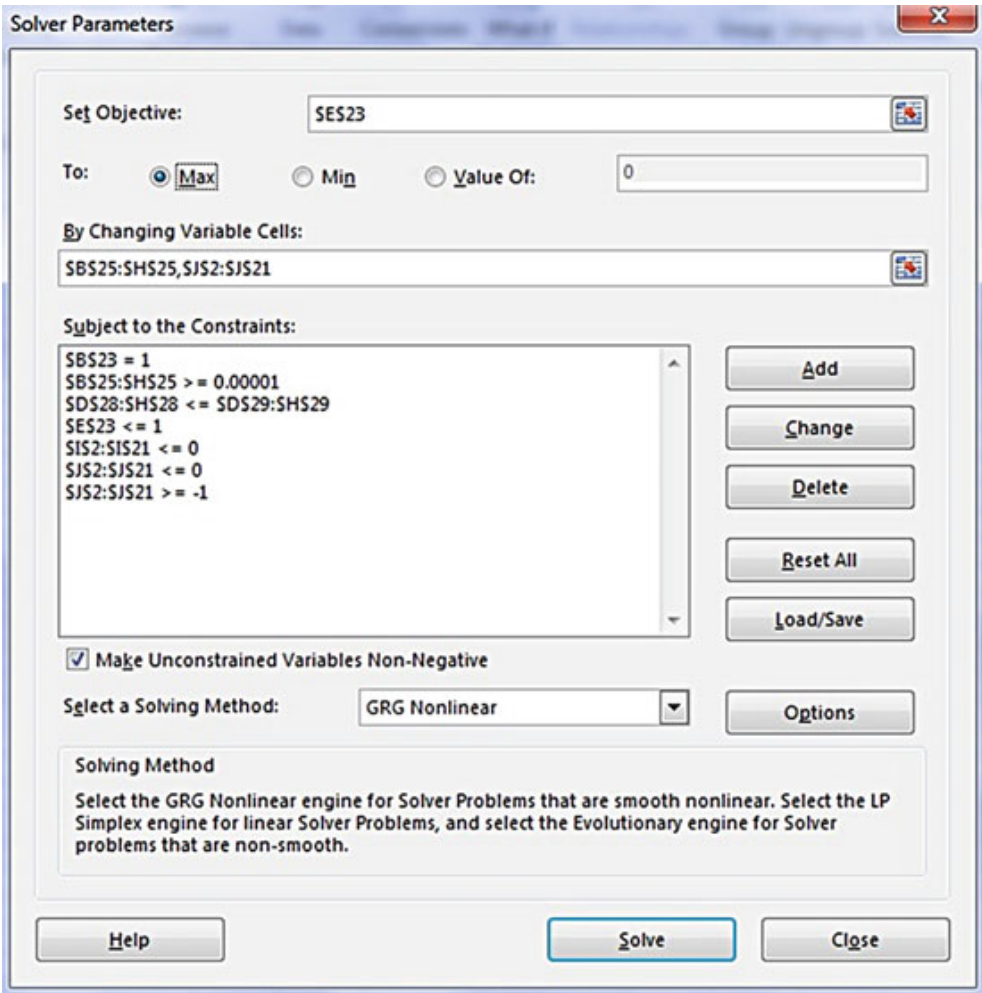 Solver Parameters
x
Set Objective:
$E$23
To:
Max
Min
Value Of:
0
By Changing Variable Cells:
$B$25:$H$25,$J$2:$J$21
Subject to the Constraints:
$B$23 = 1
$B$25:$H$25 >= 0.00001
$D$28:$H$28 <= $D$29:$H$29
$E$23 <= 1
$I$2:$I$21 <= 0
$J$2:$J$21 <= 0
$J$2:$J$21 >= -1
Add
Change
Delete
Reset All
Load/Save
Make Unconstrained Variables Non-Negative
Select a Solving Method:
GRG Nonlinear
Options
Solving Method
Select the GRG Nonlinear engine for Solver Problems that are smooth nonlinear. Select the LP
Simplex engine for linear Solver Problems, and select the Evolutionary engine for Solver
problems that are non-smooth.
Help
Solve
Close